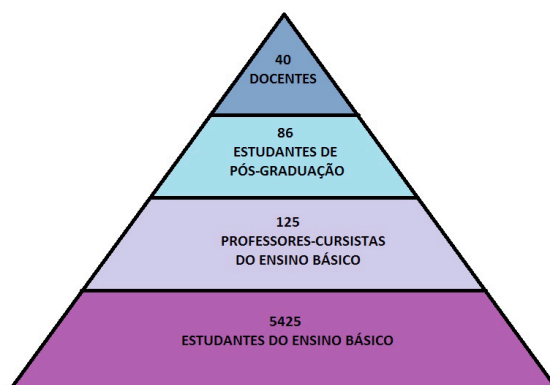 40
DOCENTES
86
ESTUDANTES DE
PÓS-GRADUAÇÃO
125
PROFESSORES-CURSISTAS
DO ENSINO BÁSICO
5425
ESTUDANTES DO ENSINO BÁSICO